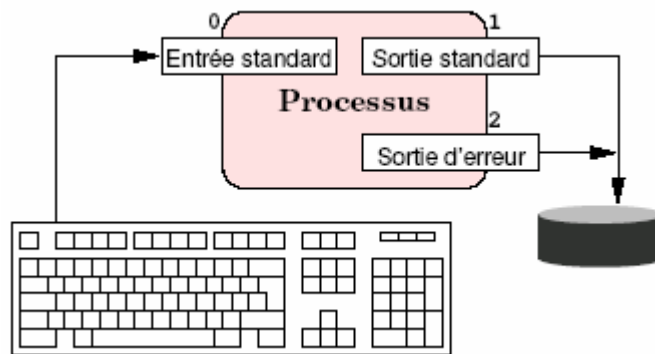 0
1
Entrée standard
Sortie standard
Processus
2
Sortie d'erreur